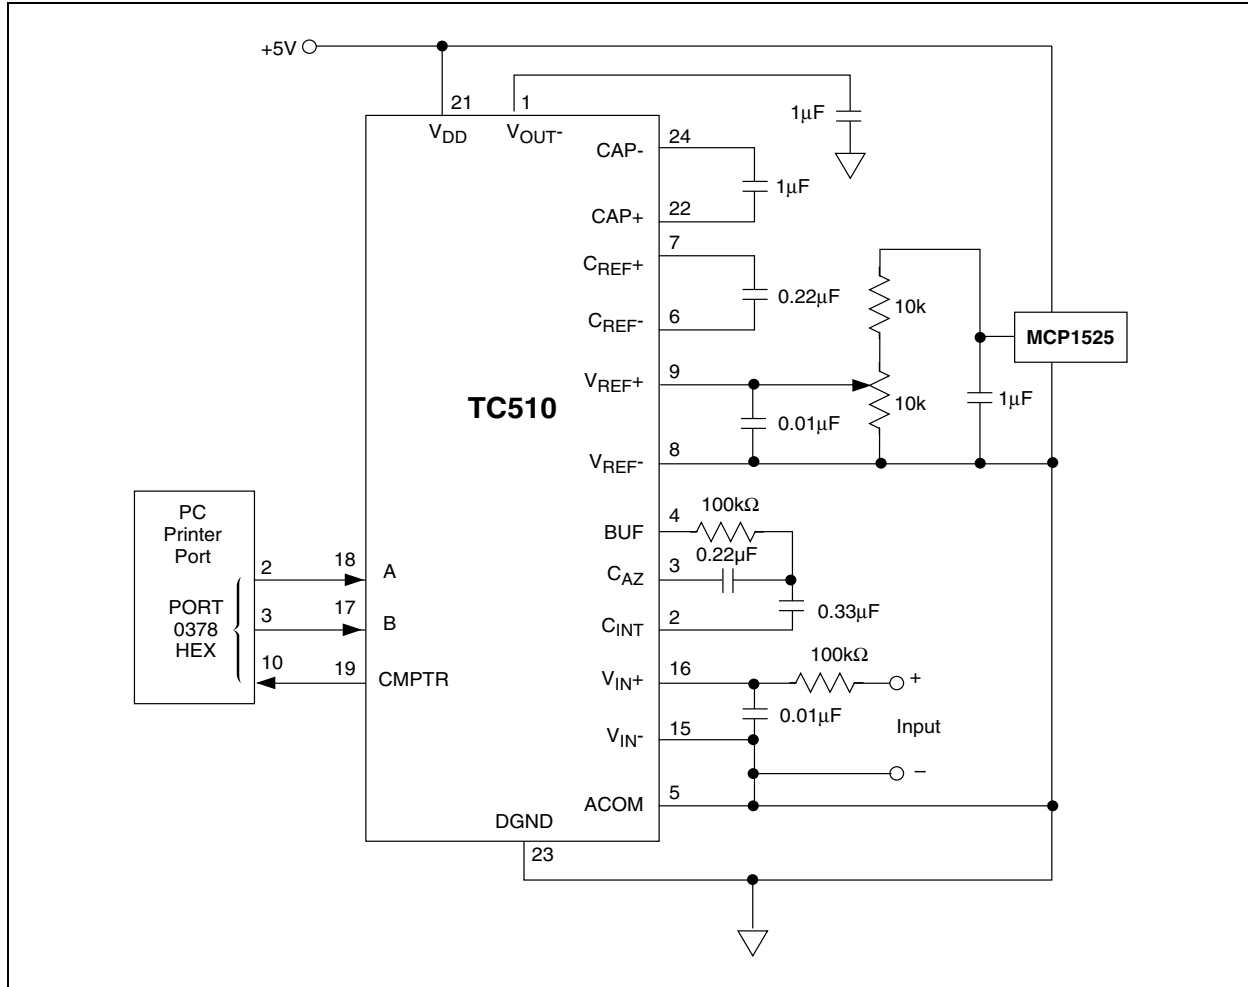 +5V
21
1
VDD
VOUT-
1µF
CAP-
24
1µF
CAP+
22
7
CREF+
0.22µF
CREF-
6
10k
MCP1525
VREF+
9
TC510
10k
1µF
0.01µF
VREF-
8
100kΩ
BUF
4
0.22µF
CAZ
3
0.33µF
CINT
2
PC
Printer
Port
2
18
A
PORT
0378
HEX
3
17
B
10
19
CMPTR
100kΩ
VIN+
16
+
0.01µF
Input
VIN-
15
–
ACOM
5
DGND
23